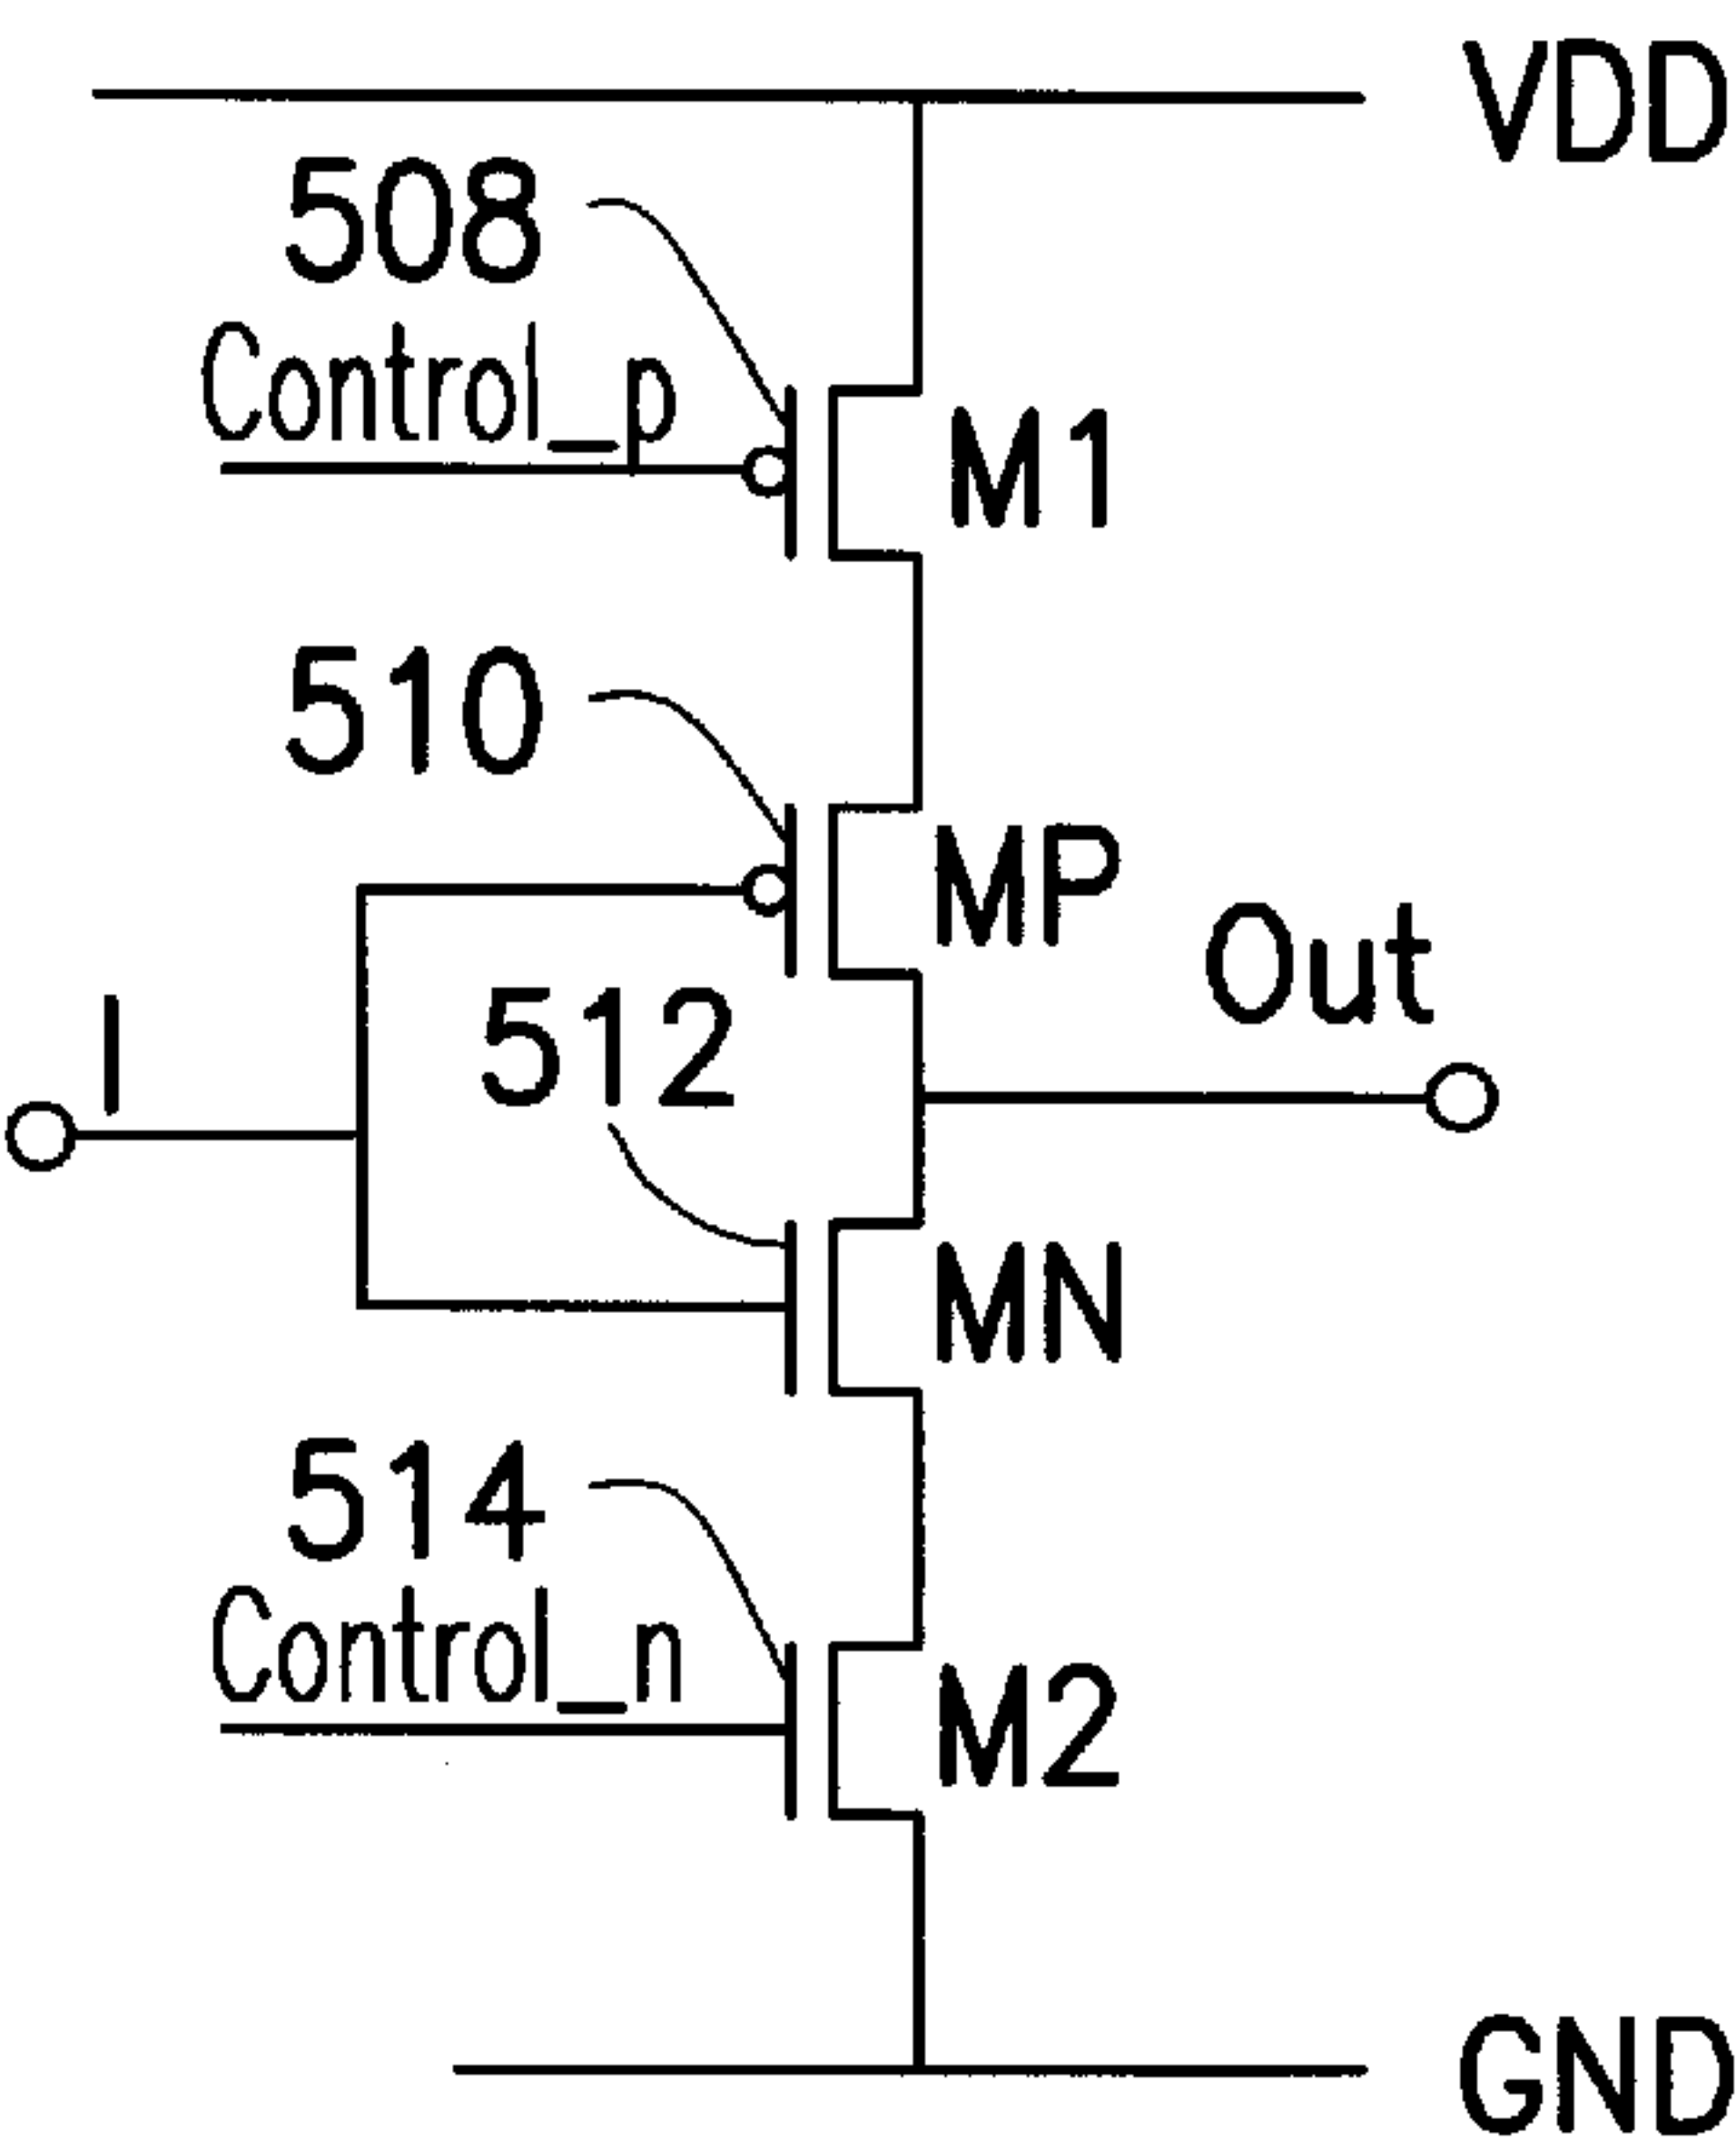 VDD
508
Control_p
M1
510
MP
Out
I
512
MN
514
Control_n
M2
GND